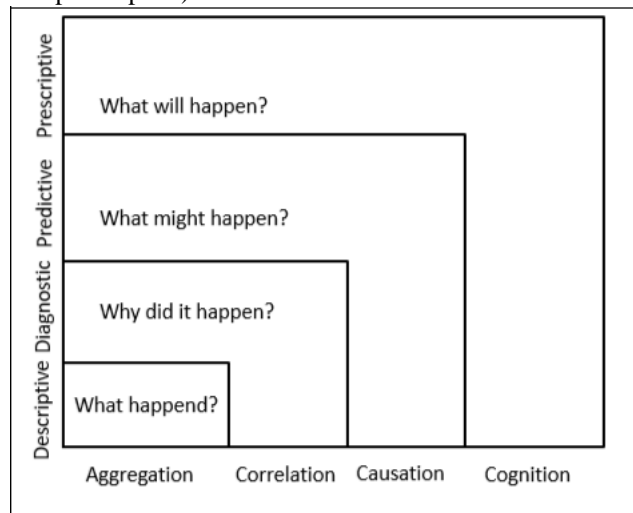 Prescriptive
What will happen?
Predictive
What might happen?
Diagnostic
Why did it happen?
Descriptive
What happend?
Aggregation Correlation Causation Cognition